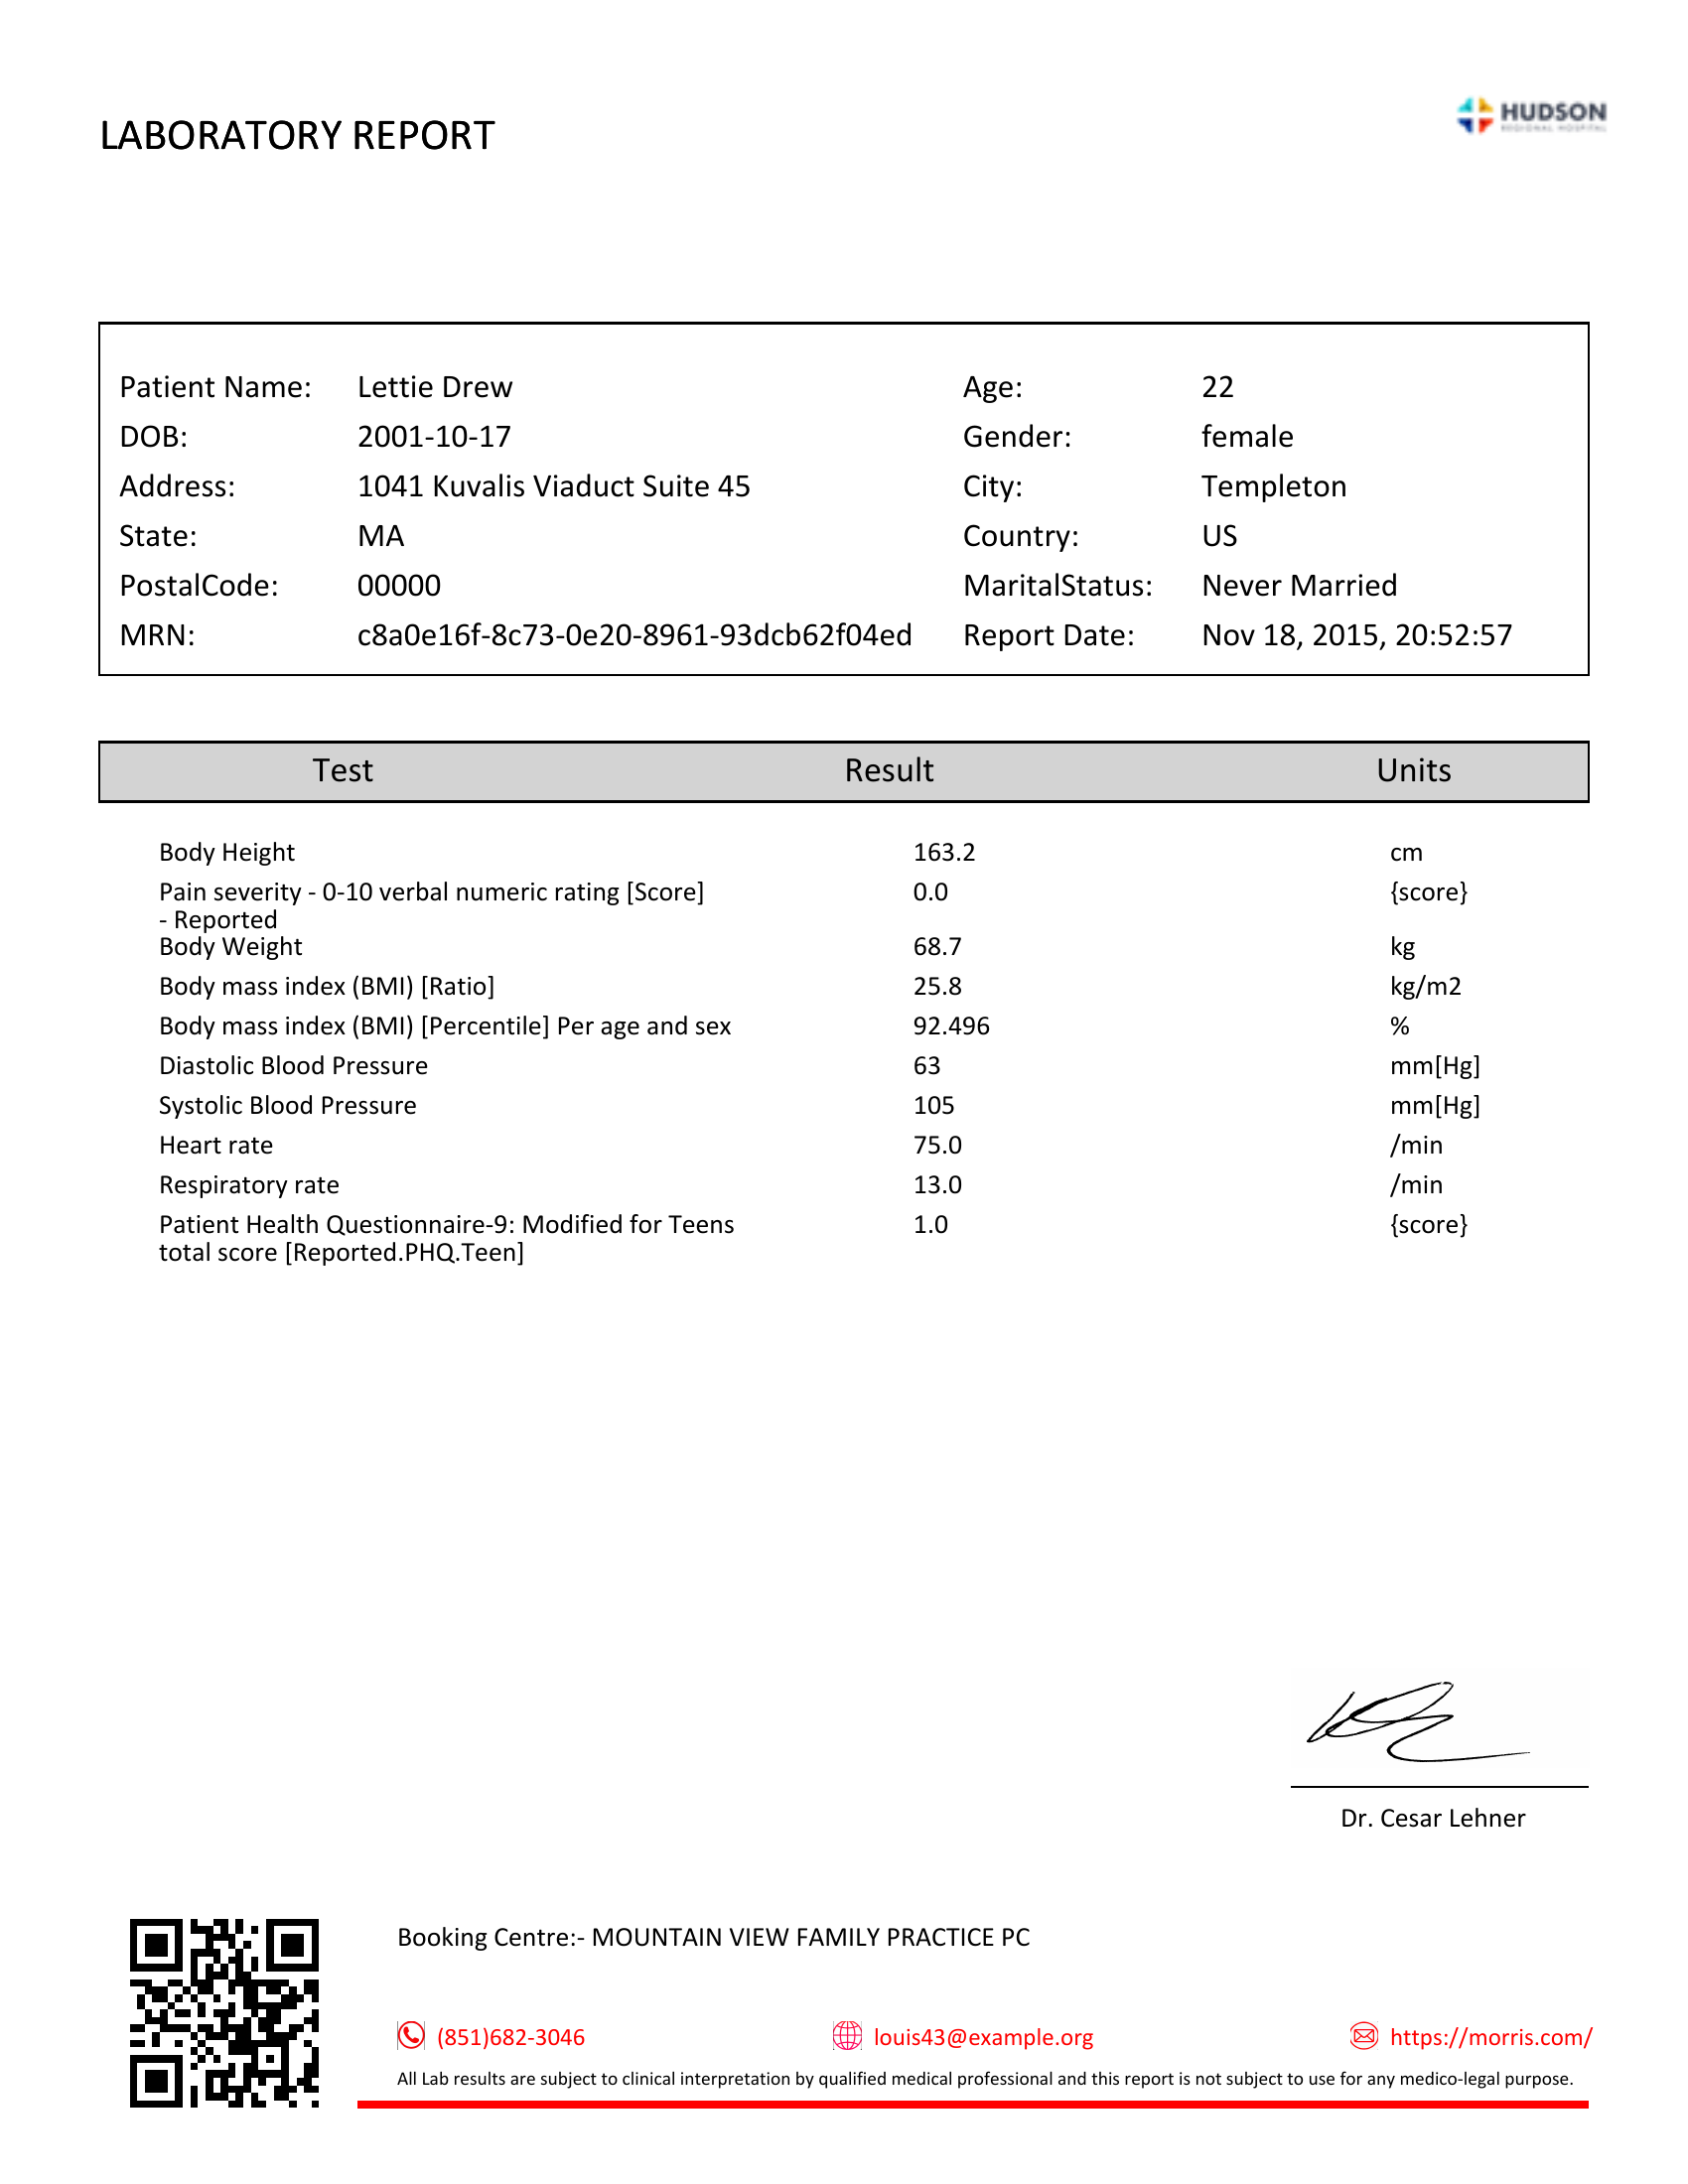 LABORATORY REPORT
HUDSON
REGIONAL HOSPITAL
Patient Name: Lettie Drew Age: 22
DOB: 2001-10-17 Gender: female
Address: 1041 Kuvalis Viaduct Suite 45 City: Templeton
State: MA Country: US
PostalCode: 00000 MaritalStatus: Never Married
MRN: c8a0e16f-8c73-0e20-8961-93dcb62f04ed Report Date: Nov 18, 2015, 20:52:57
Test Result Units
Body Height 163.2 cm
Pain severity - 0-10 verbal numeric rating [Score] 0.0 {score}
- Reported
Body Weight 68.7 kg
Body mass index (BMI) [Ratio] 25.8 kg/m2
Body mass index (BMI) [Percentile] Per age and sex 92.496 %
Diastolic Blood Pressure 63 mm[Hg]
Systolic Blood Pressure 105 mm[Hg]
Heart rate 75.0 /min
Respiratory rate 13.0 /min
Patient Health Questionnaire-9: Modified for Teens 1.0 {score}
total score [Reported.PHQ.Teen]
Dr. Cesar Lehner
Booking Centre:- MOUNTAIN VIEW FAMILY PRACTICE PC
(851)682-3046 louis43@example.org https://morris.com/
All Lab results are subject to clinical interpretation by qualified medical professional and this report is not subject to use for any medico-legal purpose.